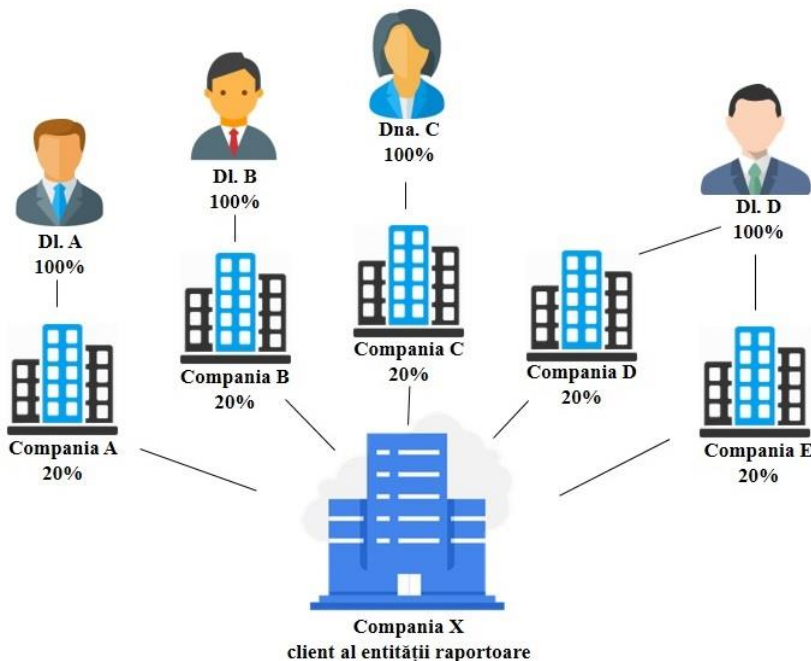 Dl. A
100%
Dl. B
100%
Dna. C
100%
Dl. D
100%
Compania A
20%
Compania B
20%
Compania C
20%
Compania D
20%
Compania E
20%
Compania X
client al entității raportoare